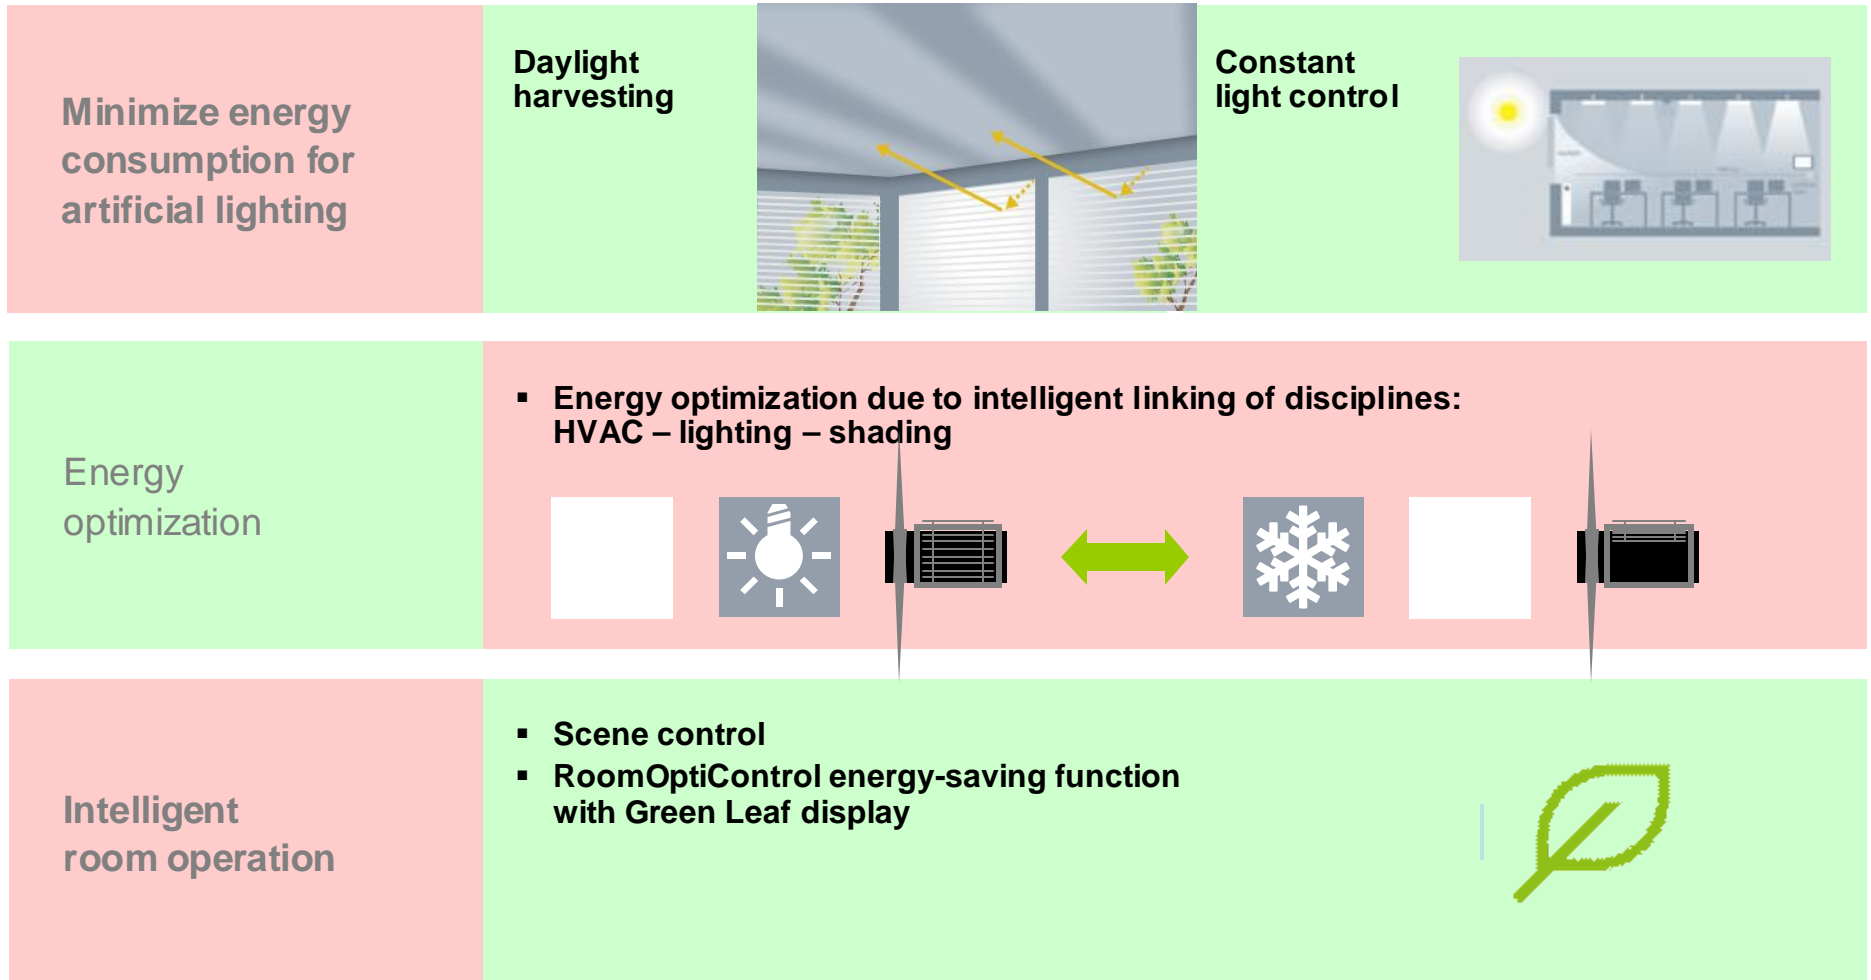 Minimize energy
consumption for
artificial lighting
Daylight
harvesting
Constant
light control
Energy
optimization
▪ Energy optimization due to intelligent linking of disciplines:
HVAC – lighting – shading
Intelligent
room operation
▪ Scene control
▪ RoomOptiControl energy-saving function
with Green Leaf display